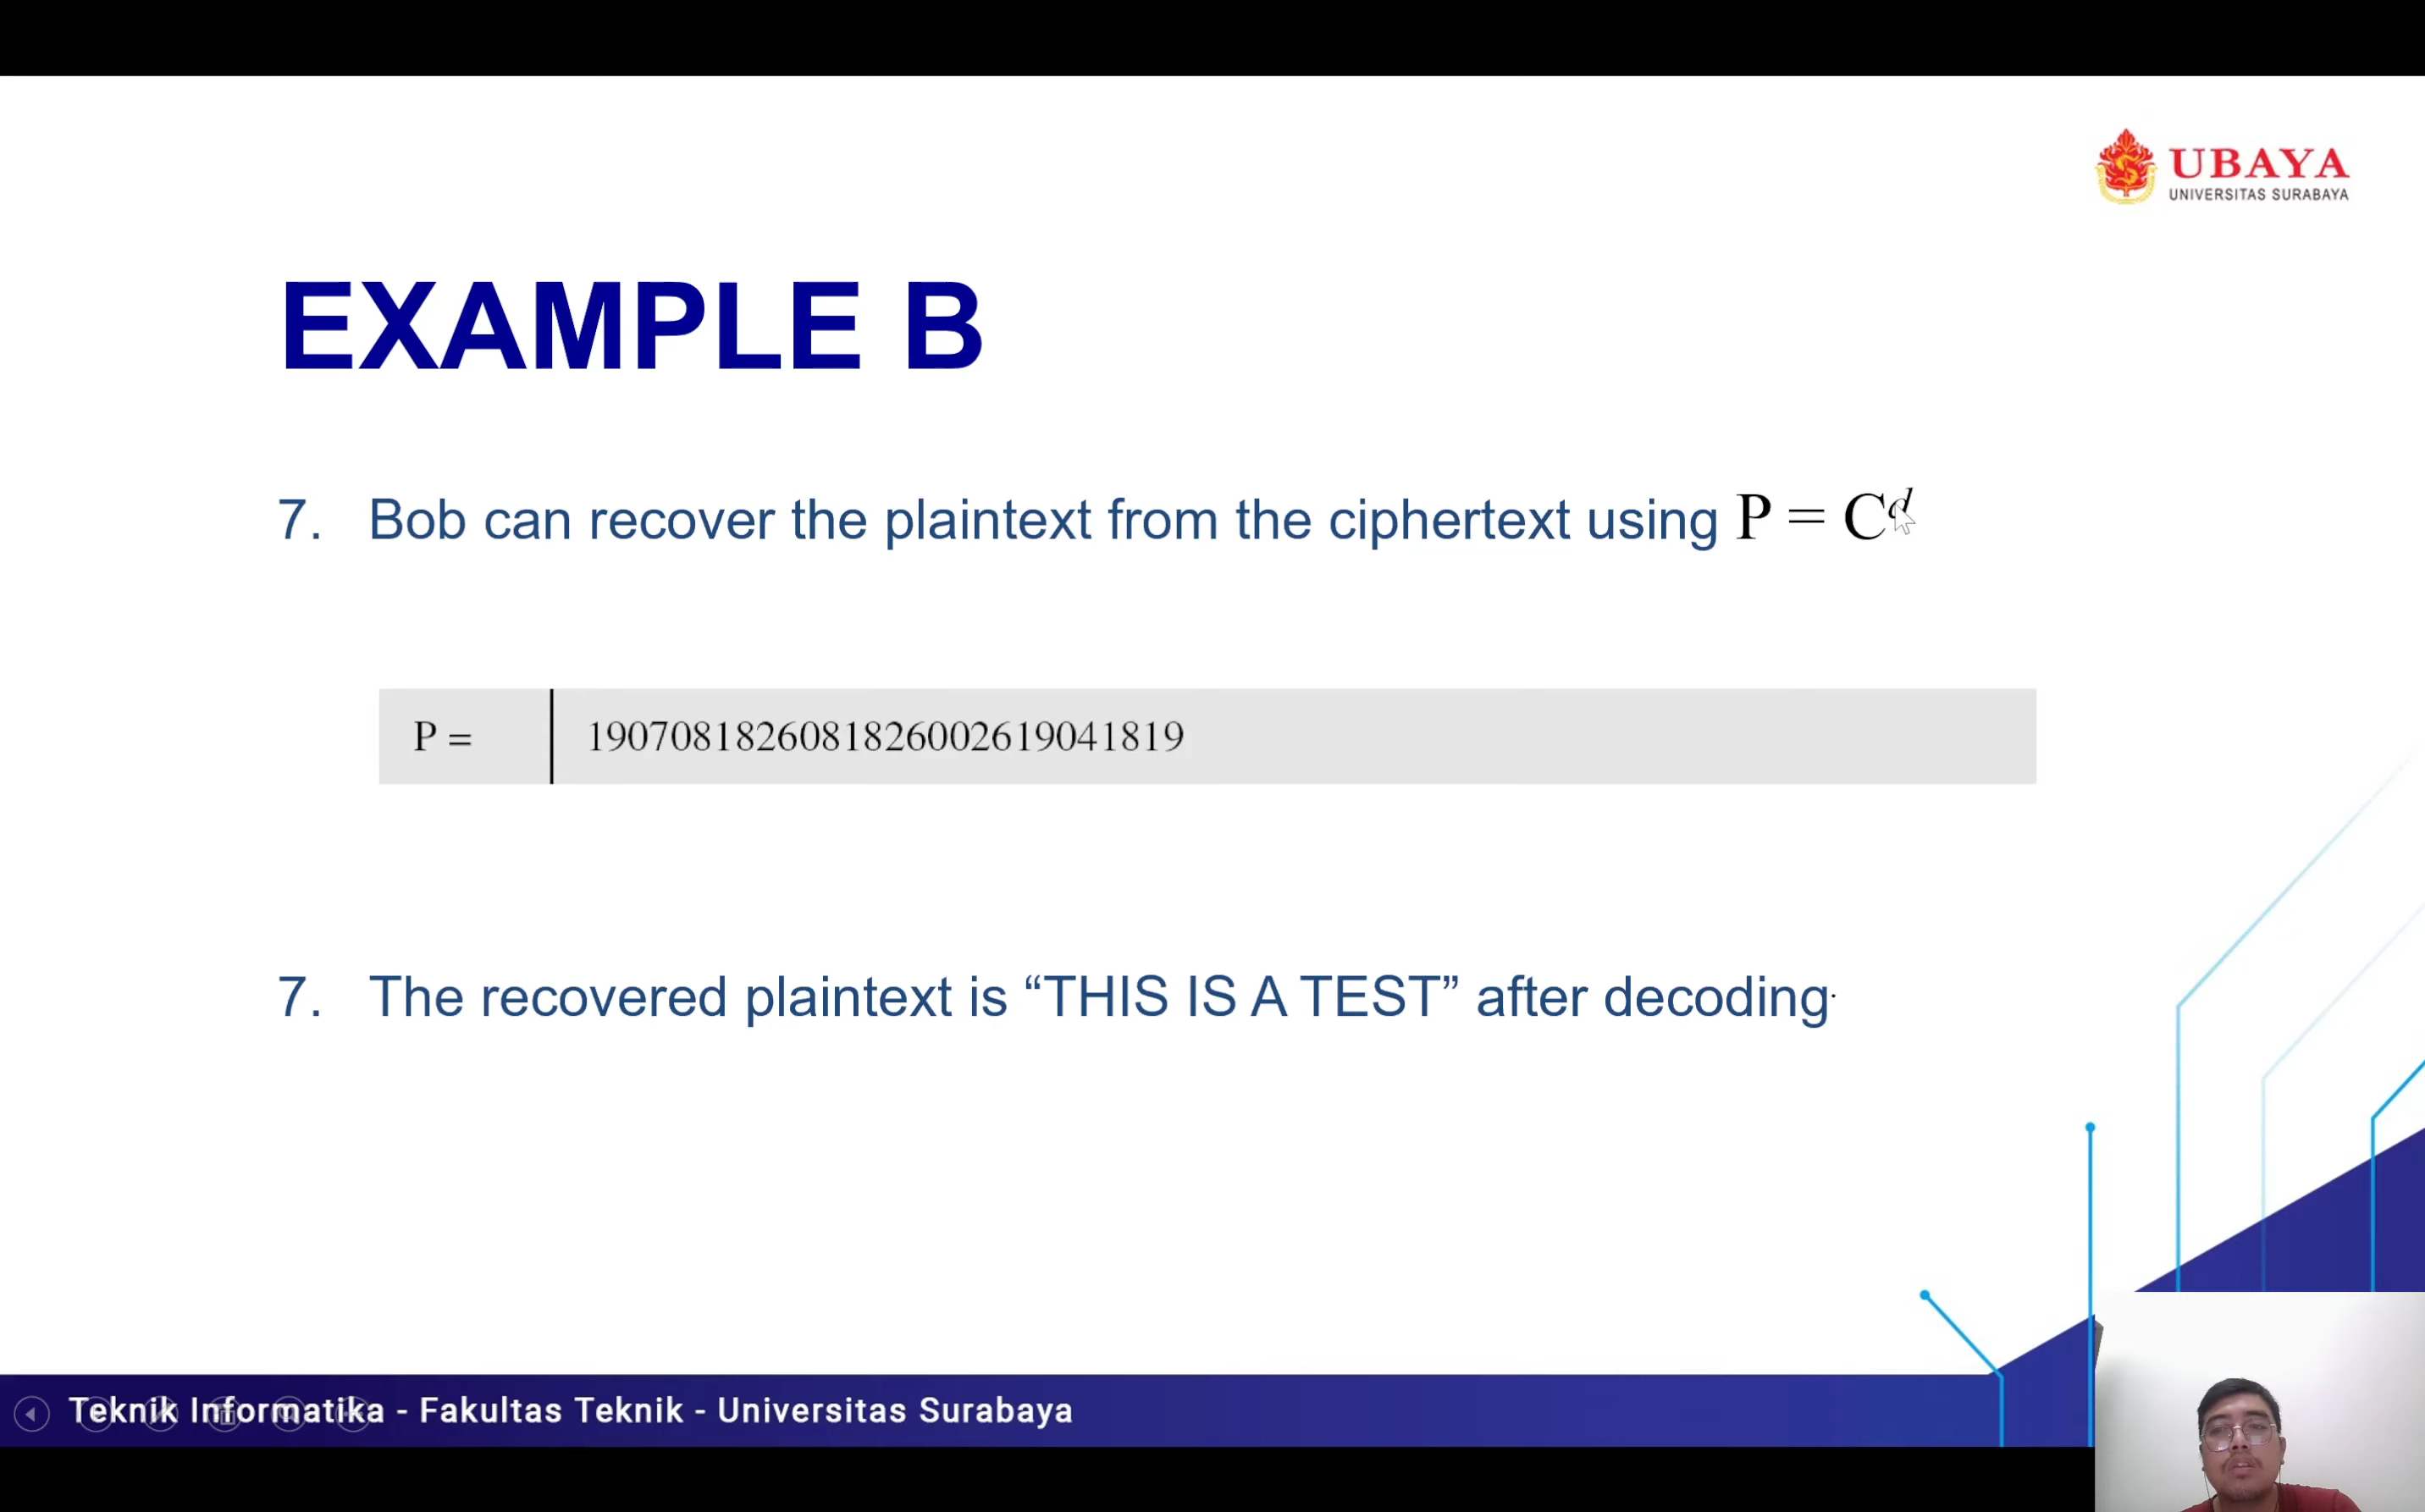 UBAYA
UNIVERSITAS SURABAYA
EXAMPLE B
7. Bob can recover the plaintext from the ciphertext using P = Cᵈ
P = 1907081826081826002619041819
7. The recovered plaintext is “THIS IS A TEST” after decoding.
Teknik Informatika - Fakultas Teknik - Universitas Surabaya